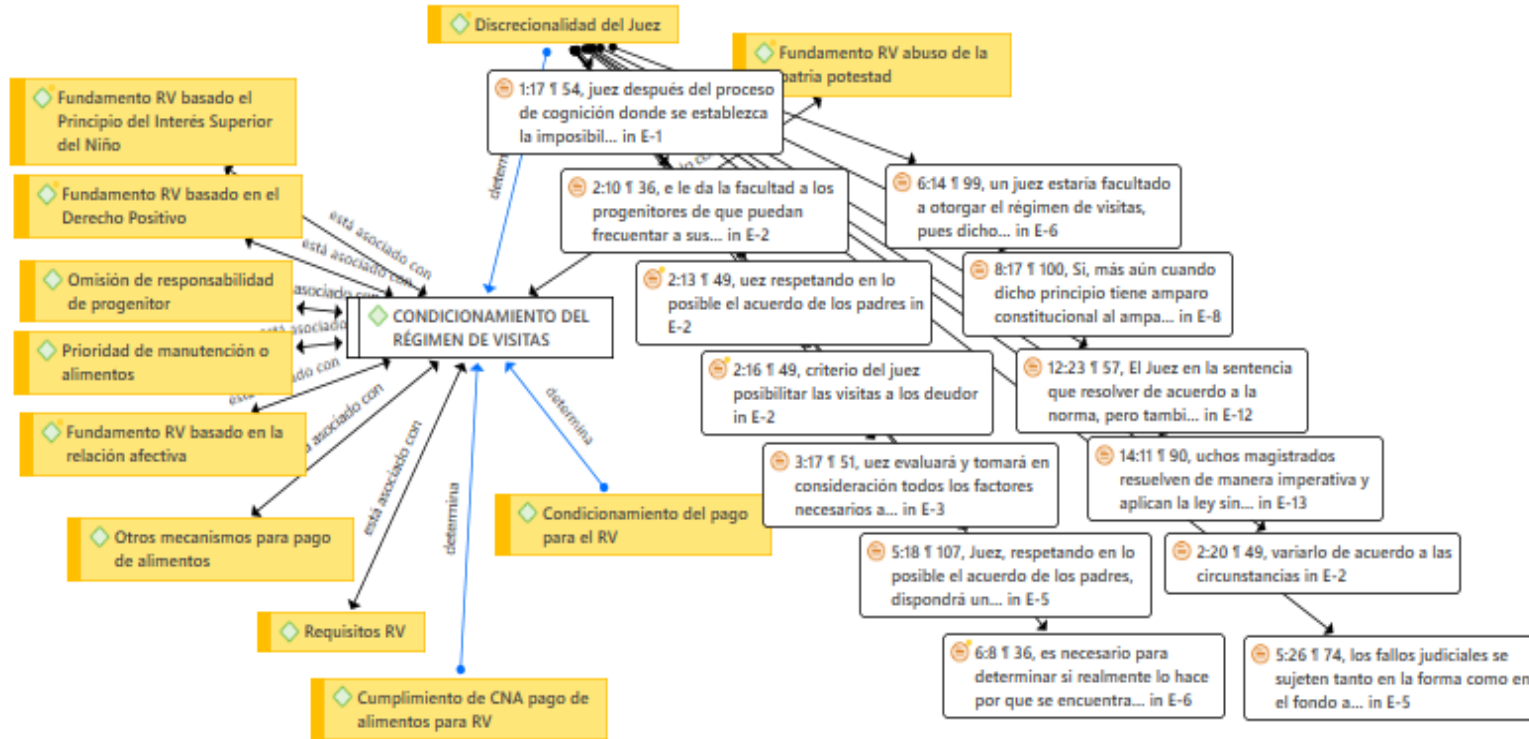 Discrecionalidad del Juez
Fundamento RV abuso de la
patria potestad
Fundamento RV basado el
Principio del Interés Superior
del Niño
1:17 ¶ 54, juez después del proceso
de cognición donde se establezca
la imposibil... in E-1
Fundamento RV basado en el
Derecho Positivo
2:10 ¶ 36, e le da la facultad a los
progenitores de que puedan
frecuentar a sus... in E-2
6:14 ¶ 99, un juez estaría facultado
a otorgar el régimen de visitas,
pues dicho... in E-6
está asociado con
está asociado con
Omisión de responsabilidad
de progenitor
asociado con
2:13 ¶ 49, uez respetando en lo
posible el acuerdo de los padres in
E-2
8:17 ¶ 100, Si, más aún cuando
dicho principio tiene amparo
constitucional al ampa... in E-8
CONDICIONAMIENTO DEL
RÉGIMEN DE VISITAS
Prioridad de manutención o
alimentos
2:16 ¶ 49, criterio del juez
posibilitar las visitas a los deudor
in E-2
12:23 ¶ 57, El Juez en la sentencia
que resolver de acuerdo a la
norma, pero tambi... in E-12
Fundamento RV basado en la
relación afectiva
asociado con
está asociado con
determina
determina
3:17 ¶ 51, uez evaluará y tomará en
consideración todos los factores
necesarios a... in E-3
14:11 ¶ 90, uchos magistrados
resuelven de manera imperativa y
aplican la ley sin... in E-13
Otros mecanismos para pago
de alimentos
Condicionamiento del pago
para el RV
5:18 ¶ 107, Juez, respetando en lo
posible el acuerdo de los padres,
dispondrá un... in E-5
2:20 ¶ 49, variarlo de acuerdo a las
circunstancias in E-2
Requisitos RV
6:8 ¶ 36, es necesario para
determinar si realmente lo hace
por que se encuentra... in E-6
5:26 ¶ 74, los fallos judiciales se
sujeten tanto en la forma como en
el fondo a... in E-5
Cumplimiento de CNA pago de
alimentos para RV